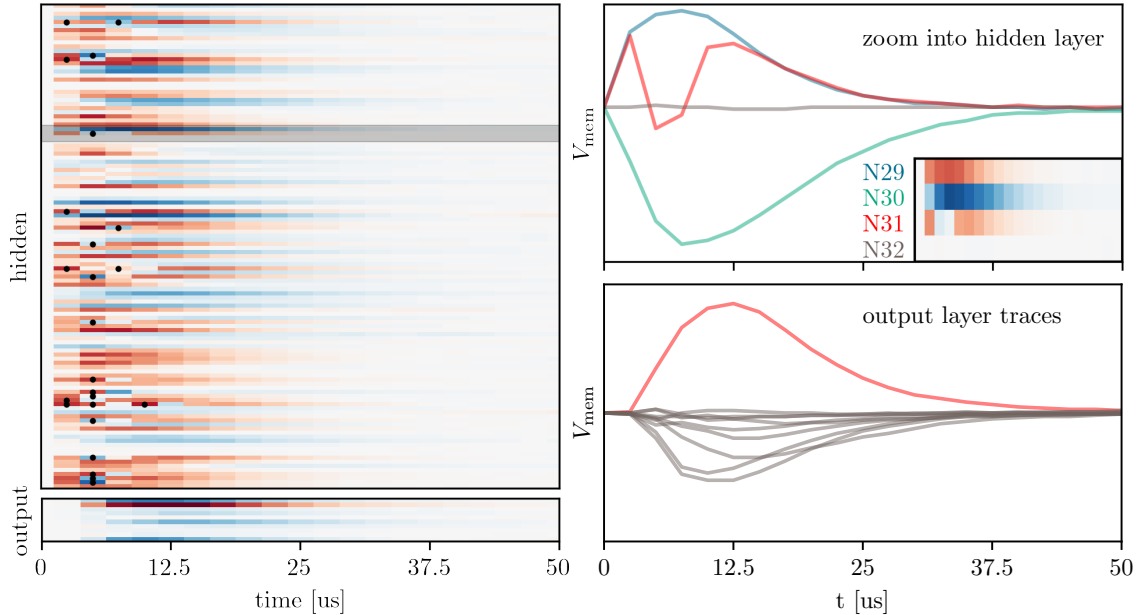 hidden
output
0
12.5
25
37.5
50
time [us]
V_mem
zoom into hidden layer
N29
N30
N31
N32
V_mem
output layer traces
0
12.5
25
37.5
50
t [us]